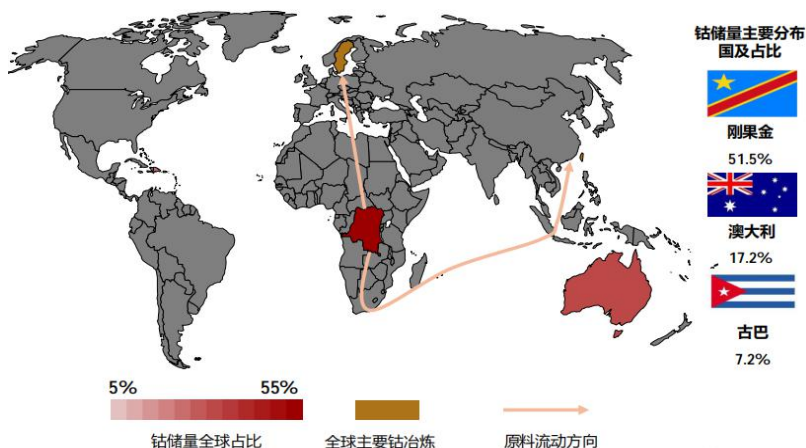 钴储量主要分布
国及占比
刚果金
51.5%
澳大利
17.2%
古巴
7.2%
5%
55%
钴储量全球占比
全球主要钴冶炼
原料流动方向